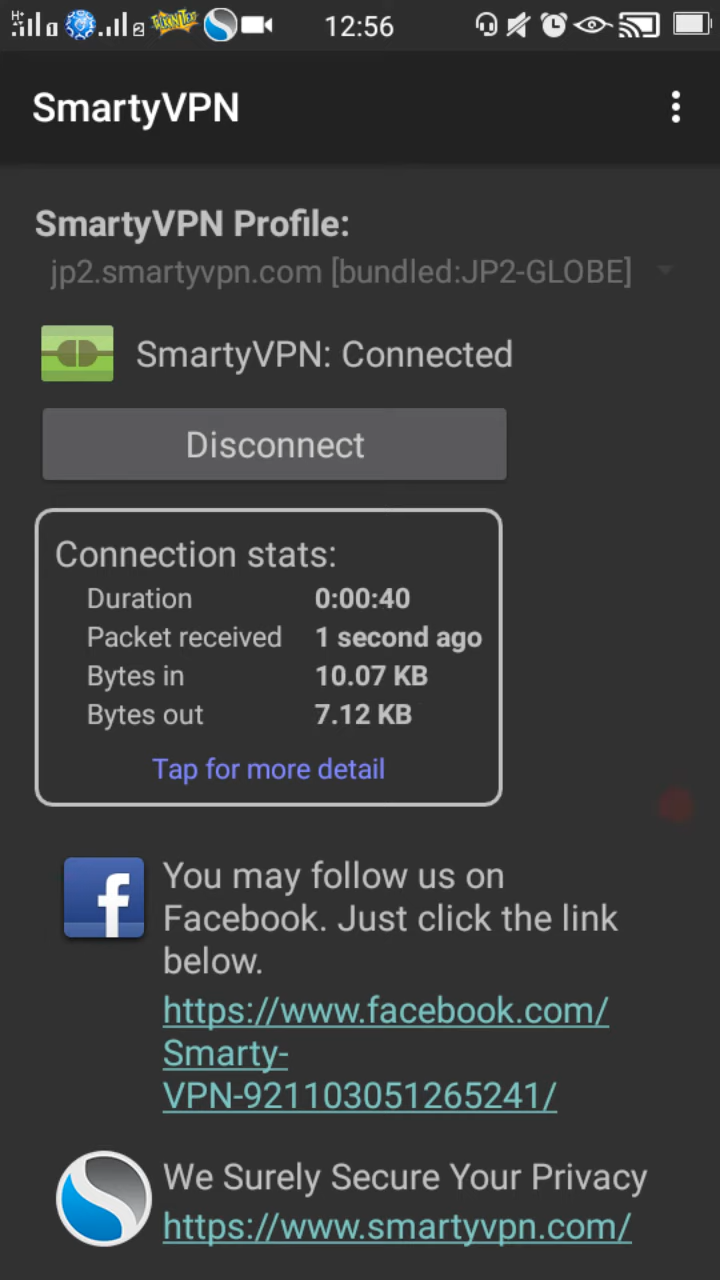 H+ 2 TALK N TEXT 12:56
SmartyVPN
SmartyVPN Profile:
jp2.smartyvpn.com [bundled:JP2-GLOBE]
SmartyVPN: Connected
Disconnect
Connection stats:
Duration 0:00:40
Packet received 1 second ago
Bytes in 10.07 KB
Bytes out 7.12 KB
Tap for more detail
You may follow us on
Facebook. Just click the link
below.
https://www.facebook.com/
Smarty-
VPN-921103051265241/
We Surely Secure Your Privacy
https://www.smartyvpn.com/